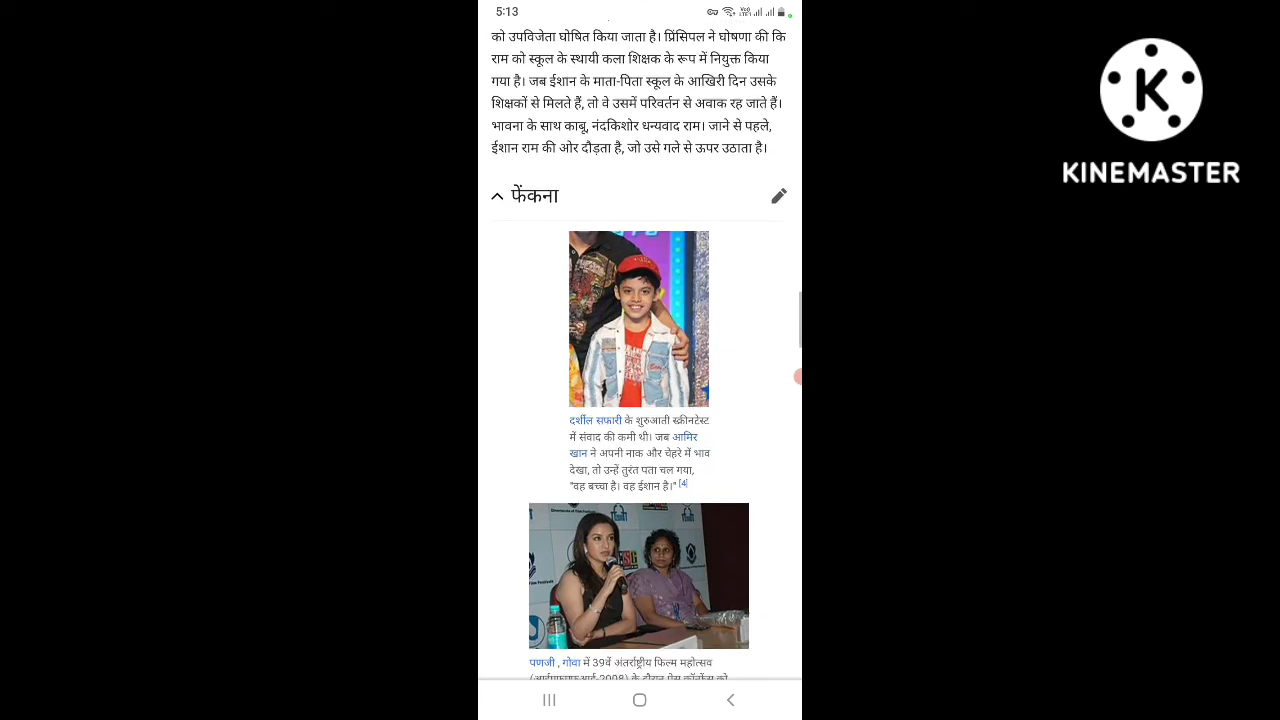 5:13
को उपविजेता घोषित किया जाता है। प्रिंसिपल ने घोषणा की कि
राम को स्कूल के स्थायी कला शिक्षक के रूप में नियुक्त किया
गया है। जब ईशान के माता-पिता स्कूल के आखिरी दिन उसके
शिक्षकों से मिलते हैं, तो वे उसमें परिवर्तन से अवाक रह जाते हैं।
भावना के साथ काबू, नंदकिशोर धन्यवाद राम। जाने से पहले,
ईशान राम की ओर दौड़ता है, जो उसे गले से ऊपर उठाता है।
K
KINEMASTER
फेंकना
दर्शील सफारी के शुरुआती स्क्रीनटेस्ट
में संवाद की कमी थी। जब आमिर
खान ने अपनी नाक और चेहरे में भाव
देखा, तो उन्हें तुरंत पता चल गया,
"वह बच्चा है। वह ईशान है।" [4]
पणजी , गोवा में 39वें अंतर्राष्ट्रीय फिल्म महोत्सव